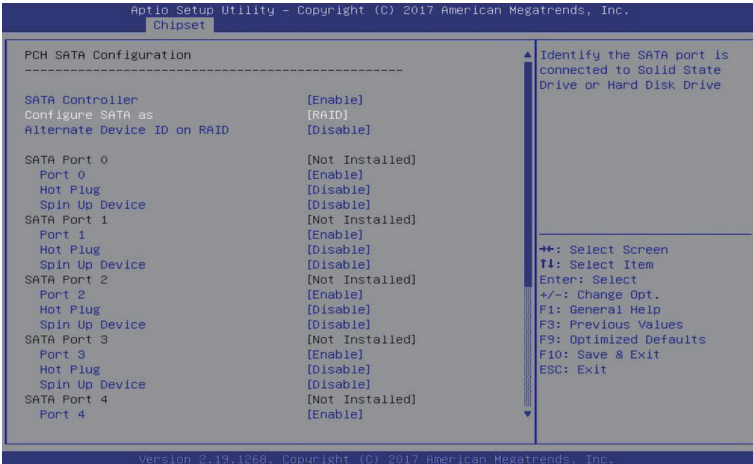 Aptio Setup Utility – Copyright (C) 2017 American Megatrends, Inc.
Chipset
PCH SATA Configuration
------------------------------------------------
SATA Controller [Enable]
Configure SATA as [RAID]
Alternate Device ID on RAID [Disable]
SATA Port 0 [Not Installed]
Port 0 [Enable]
Hot Plug [Disable]
Spin Up Device [Disable]
SATA Port 1 [Not Installed]
Port 1 [Enable]
Hot Plug [Disable]
Spin Up Device [Disable]
SATA Port 2 [Not Installed]
Port 2 [Enable]
Hot Plug [Disable]
Spin Up Device [Disable]
SATA Port 3 [Not Installed]
Port 3 [Enable]
Hot Plug [Disable]
Spin Up Device [Disable]
SATA Port 4 [Not Installed]
Port 4 [Enable]
Identify the SATA port is
connected to Solid State
Drive or Hard Disk Drive
→←: Select Screen
↑↓: Select Item
Enter: Select
+/-: Change Opt.
F1: General Help
F3: Previous Values
F9: Optimized Defaults
F10: Save & Exit
ESC: Exit
Version 2.19.1268. Copyright (C) 2017 American Megatrends, Inc.